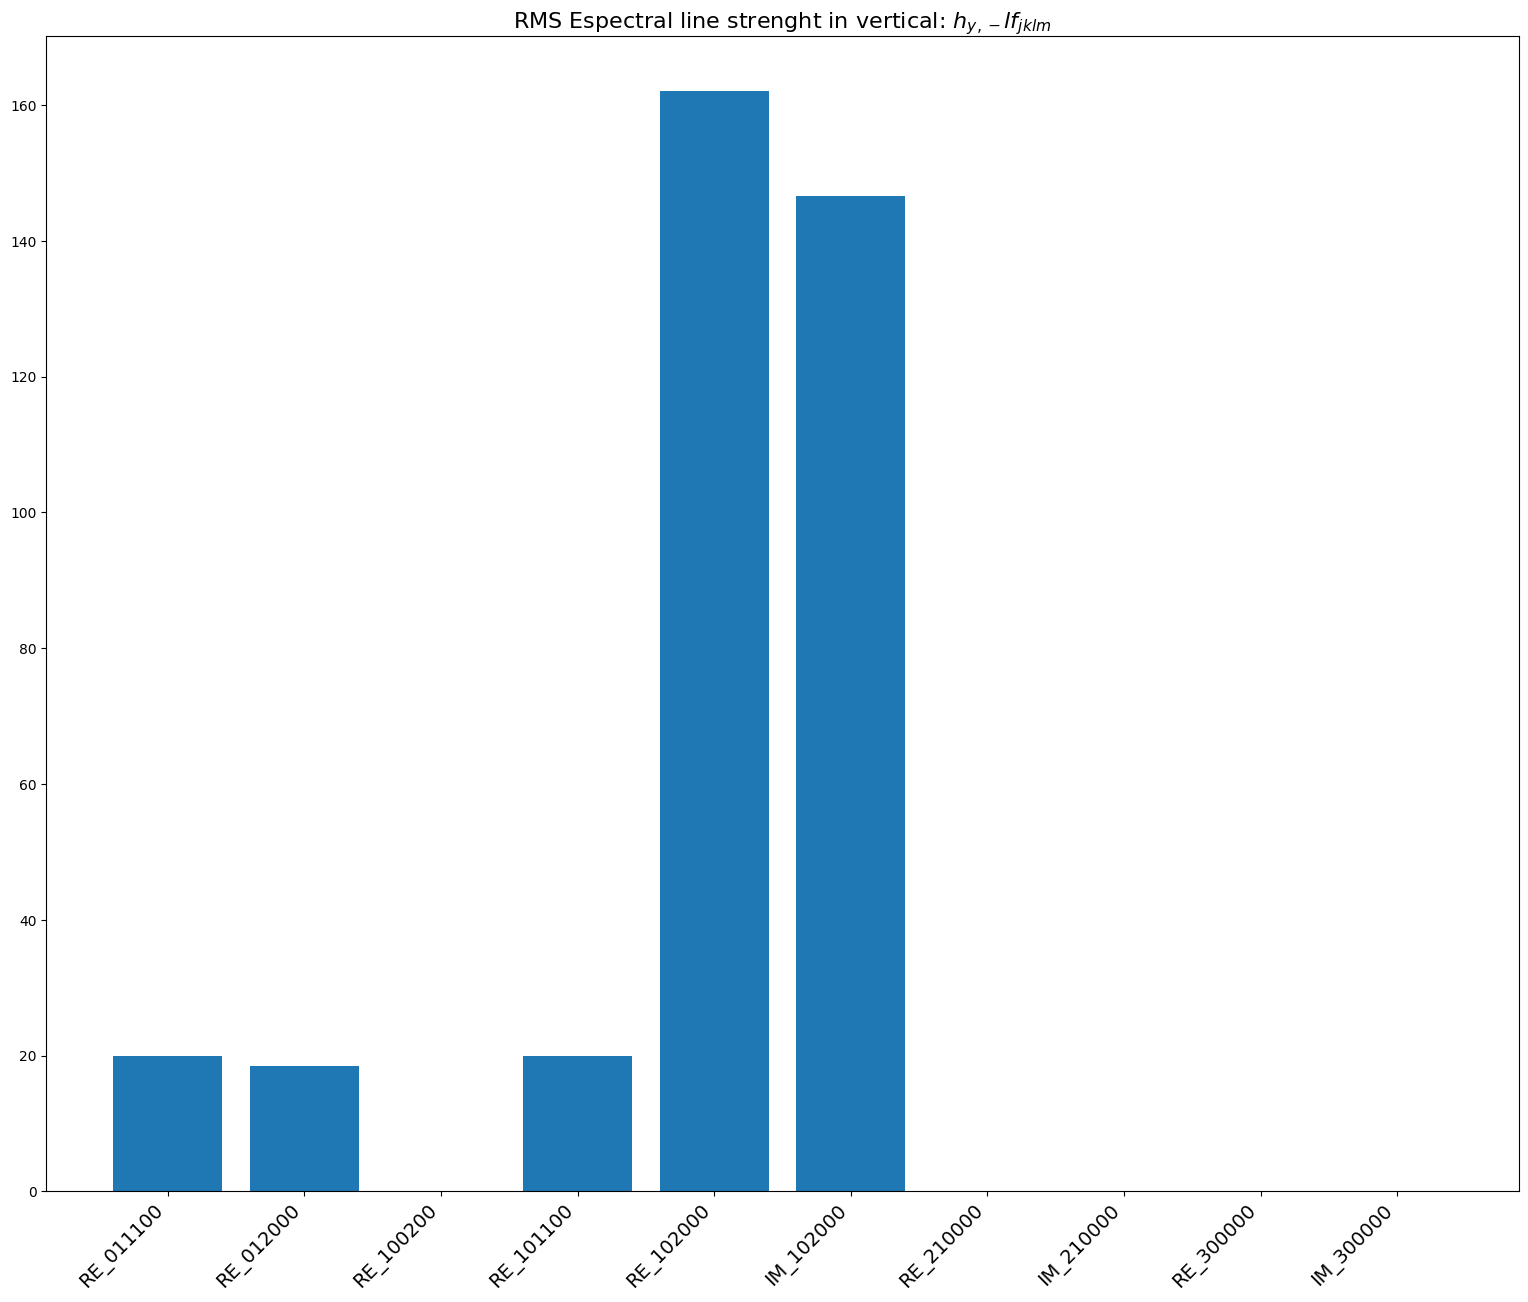 RMS Espectral line strenght in vertical: h_{y,-}If_{jklm}
160
140
120
100
80
60
40
20
0
RE_011100
RE_012000
RE_100200
RE_101100
RE_102000
IM_102000
RE_210000
IM_210000
RE_300000
IM_300000